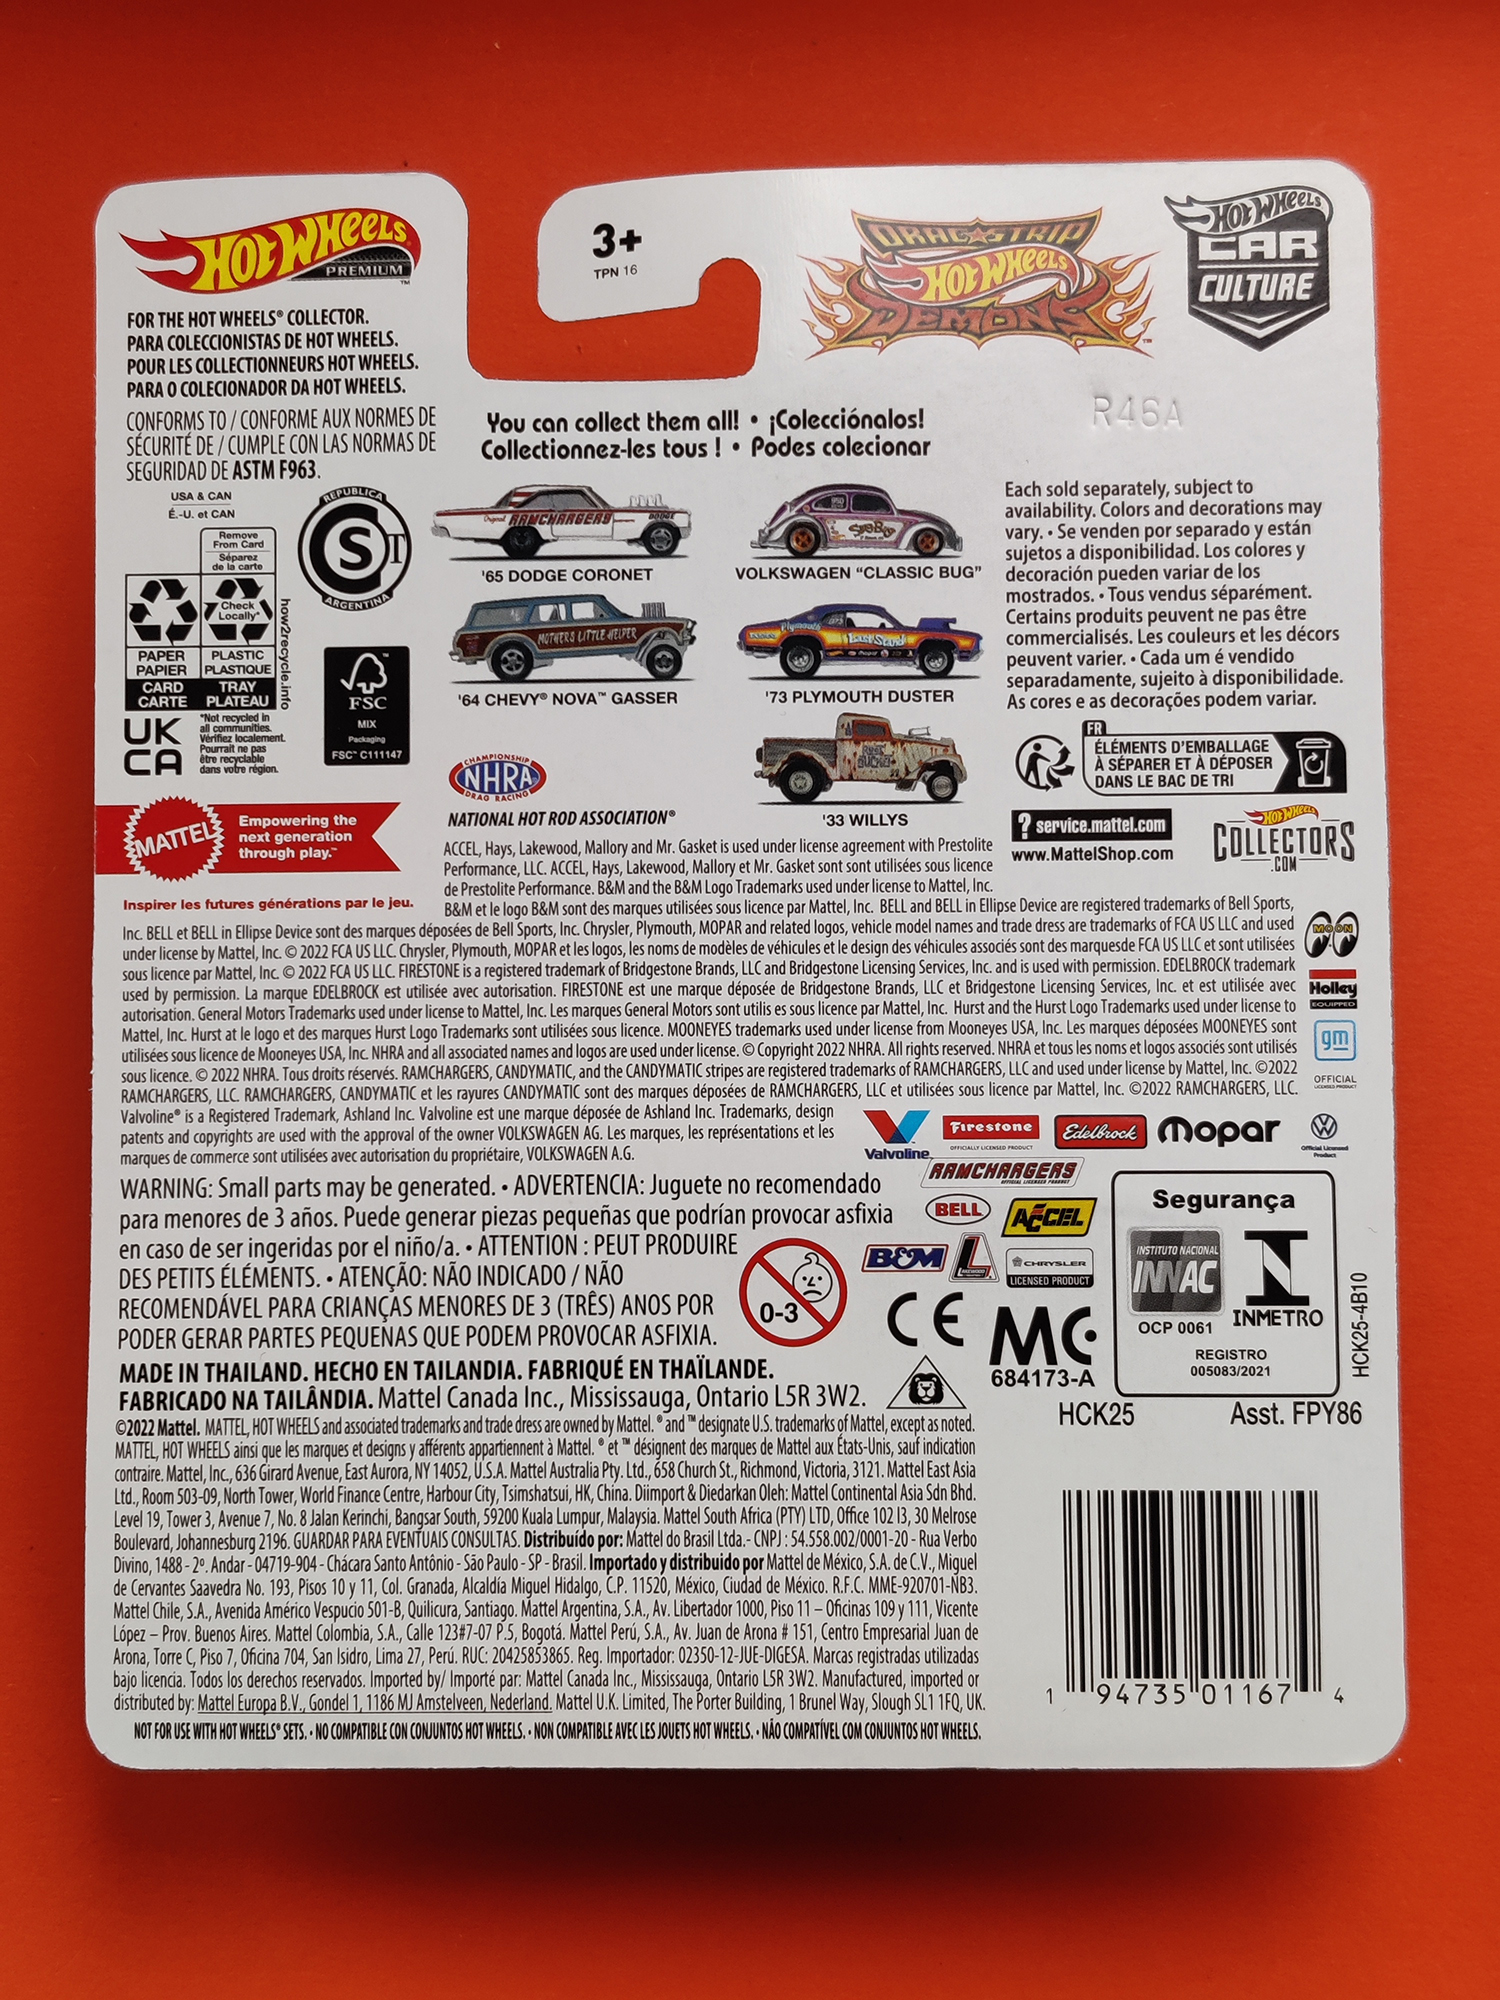 HOT WHEELS
PREMIUM™
3+
TPN 16
DRAG STRIP
HOT WHEELS
DEMONS™
HOT WHEELS
CAR
CULTURE
FOR THE HOT WHEELS® COLLECTOR.
PARA COLECCIONISTAS DE HOT WHEELS.
POUR LES COLLECTIONNEURS HOT WHEELS.
PARA O COLECIONADOR DA HOT WHEELS.
CONFORMS TO / CONFORME AUX NORMES DE
SÉCURITÉ DE / CUMPLE CON LAS NORMAS DE
SEGURIDAD DE ASTM F963.
R46A
You can collect them all! • ¡Colecciónalos!
Collectionnez-les tous ! • Podes colecionar
USA & CAN
É.-U. et CAN
Remove
From Card
Séparez
de la carte
Check
Locally*
PAPER
PAPIER
PLASTIC
PLASTIQUE
CARD
CARTE
TRAY
PLATEAU
how2recycle.info
*Not recycled in
all communities.
Vérifiez localement.
Pourrait ne pas
être recyclable
dans votre région.
UK
CA
REPUBLICA
CST
ARGENTINA
FSC
MIX
Packaging
FSC™ C111147
Original RAMCHARGERS DODGE
'65 DODGE CORONET
VOLKSWAGEN “CLASSIC BUG”
MOTHERS LITTLE HELPER
'64 CHEVY® NOVA™ GASSER
Plymouth
Last Stand
'73 PLYMOUTH DUSTER
'33 WILLYS
Each sold separately, subject to
availability. Colors and decorations may
vary. • Se venden por separado y están
sujetos a disponibilidad. Los colores y
decoración pueden variar de los
mostrados. • Tous vendus séparément.
Certains produits peuvent ne pas être
commercialisés. Les couleurs et les décors
peuvent varier. • Cada um é vendido
separadamente, sujeito à disponibilidade.
As cores e as decorações podem variar.
FR
ÉLÉMENTS D'EMBALLAGE
À SÉPARER ET À DÉPOSER
DANS LE BAC DE TRI
? service.mattel.com
www.MattelShop.com
HOT WHEELS
COLLECTORS
.COM
CHAMPIONSHIP
NHRA
DRAG RACING
NATIONAL HOT ROD ASSOCIATION®
MATTEL
Empowering the
next generation
through play.™
Inspirer les futures générations par le jeu.
ACCEL, Hays, Lakewood, Mallory and Mr. Gasket is used under license agreement with Prestolite
Performance, LLC. ACCEL, Hays, Lakewood, Mallory et Mr. Gasket sont sont utilisées sous licence
de Prestolite Performance. B&M and the B&M Logo Trademarks used under license to Mattel, Inc.
B&M et le logo B&M sont des marques utilisées sous licence par Mattel, Inc. BELL and BELL in Ellipse Device are registered trademarks of Bell Sports,
Inc. BELL et BELL in Ellipse Device sont des marques déposées de Bell Sports, Inc. Chrysler, Plymouth, MOPAR and related logos, vehicle model names and trade dress are trademarks of FCA US LLC and used
under license by Mattel, Inc. © 2022 FCA US LLC. Chrysler, Plymouth, MOPAR et les logos, les noms de modèles de véhicules et le design des véhicules associés sont des marquesde FCA US LLC et sont utilisées
sous licence par Mattel, Inc. © 2022 FCA US LLC. FIRESTONE is a registered trademark of Bridgestone Brands, LLC and Bridgestone Licensing Services, Inc. and is used with permission. EDELBROCK trademark
used by permission. La marque EDELBROCK est utilisée avec autorisation. FIRESTONE est une marque déposée de Bridgestone Brands, LLC et Bridgestone Licensing Services, Inc. et est utilisée avec
autorisation. General Motors Trademarks used under license to Mattel, Inc. Les marques General Motors sont utilis es sous licence par Mattel, Inc. Hurst and the Hurst Logo Trademarks used under license to
Mattel, Inc. Hurst at le logo et des marques Hurst Logo Trademarks sont utilisées sous licence. MOONEYES trademarks used under license from Mooneyes USA, Inc. Les marques déposées MOONEYES sont
utilisées sous licence de Mooneyes USA, Inc. NHRA and all associated names and logos are used under license. © Copyright 2022 NHRA. All rights reserved. NHRA et tous les noms et logos associés sont utilisés
sous licence. © 2022 NHRA. Tous droits réservés. RAMCHARGERS, CANDYMATIC, and the CANDYMATIC stripes are registered trademarks of RAMCHARGERS, LLC and used under license by Mattel, Inc. ©2022
RAMCHARGERS, LLC. RAMCHARGERS, CANDYMATIC et les rayures CANDYMATIC sont des marques déposées de RAMCHARGERS, LLC et utilisées sous licence par Mattel, Inc. ©2022 RAMCHARGERS, LLC.
Valvoline® is a Registered Trademark, Ashland Inc. Valvoline est une marque déposée de Ashland Inc. Trademarks, design
patents and copyrights are used with the approval of the owner VOLKSWAGEN AG. Les marques, les représentations et les
marques de commerce sont utilisées avec autorisation du propriétaire, VOLKSWAGEN A.G.
MOON
Holley
EQUIPPED
gm
OFFICIAL
LICENSED PRODUCT
Valvoline
Firestone
OFFICIALLY LICENSED PRODUCT
Edelbrock
Mopar
Official Licensed
Product
RAMCHARGERS
OFFICIAL LICENSED PRODUCT
BELL
ACCEL
B&M
L
LAKEWOOD
CHRYSLER
LICENSED PRODUCT
WARNING: Small parts may be generated. • ADVERTENCIA: Juguete no recomendado
para menores de 3 años. Puede generar piezas pequeñas que podrían provocar asfixia
en caso de ser ingeridas por el niño/a. • ATTENTION : PEUT PRODUIRE
DES PETITS ÉLÉMENTS. • ATENÇÃO: NÃO INDICADO / NÃO
RECOMENDÁVEL PARA CRIANÇAS MENORES DE 3 (TRÊS) ANOS POR
PODER GERAR PARTES PEQUENAS QUE PODEM PROVOCAR ASFIXIA.
0-3
CE
MC
684173-A
Segurança
INSTITUTO NACIONAL
INNAC
OCP 0061
INMETRO
REGISTRO
005083/2021
HCK25-4B10
MADE IN THAILAND. HECHO EN TAILANDIA. FABRIQUÉ EN THAÏLANDE.
FABRICADO NA TAILÂNDIA. Mattel Canada Inc., Mississauga, Ontario L5R 3W2.
HCK25
Asst. FPY86
©2022 Mattel. MATTEL, HOT WHEELS and associated trademarks and trade dress are owned by Mattel. ® and ™ designate U.S. trademarks of Mattel, except as noted.
MATTEL, HOT WHEELS ainsi que les marques et designs y afférents appartiennent à Mattel. ® et ™ désignent des marques de Mattel aux États-Unis, sauf indication
contraire. Mattel, Inc., 636 Girard Avenue, East Aurora, NY 14052, U.S.A. Mattel Australia Pty. Ltd., 658 Church St., Richmond, Victoria, 3121. Mattel East Asia
Ltd., Room 503-09, North Tower, World Finance Centre, Harbour City, Tsimshatsui, HK, China. Diimport & Diedarkan Oleh: Mattel Continental Asia Sdn Bhd.
Level 19, Tower 3, Avenue 7, No. 8 Jalan Kerinchi, Bangsar South, 59200 Kuala Lumpur, Malaysia. Mattel South Africa (PTY) LTD, Office 102 I3, 30 Melrose
Boulevard, Johannesburg 2196. GUARDAR PARA EVENTUAIS CONSULTAS. Distribuído por: Mattel do Brasil Ltda.- CNPJ : 54.558.002/0001-20 - Rua Verbo
Divino, 1488 - 2º. Andar - 04719-904 - Chácara Santo Antônio - São Paulo - SP - Brasil. Importado y distribuido por Mattel de México, S.A. de C.V., Miguel
de Cervantes Saavedra No. 193, Pisos 10 y 11, Col. Granada, Alcaldía Miguel Hidalgo, C.P. 11520, México, Ciudad de México. R.F.C. MME-920701-NB3.
Mattel Chile, S.A., Avenida Américo Vespucio 501-B, Quilicura, Santiago. Mattel Argentina, S.A., Av. Libertador 1000, Piso 11 – Oficinas 109 y 111, Vicente
López – Prov. Buenos Aires. Mattel Colombia, S.A., Calle 123#7-07 P.5, Bogotá. Mattel Perú, S.A., Av. Juan de Arona # 151, Centro Empresarial Juan de
Arona, Torre C, Piso 7, Oficina 704, San Isidro, Lima 27, Perú. RUC: 20425853865. Reg. Importador: 02350-12-JUE-DIGESA. Marcas registradas utilizadas
bajo licencia. Todos los derechos reservados. Imported by/ Importé par: Mattel Canada Inc., Mississauga, Ontario L5R 3W2. Manufactured, imported or
distributed by: Mattel Europa B.V., Gondel 1, 1186 MJ Amstelveen, Nederland. Mattel U.K. Limited, The Porter Building, 1 Brunel Way, Slough SL1 1FQ, UK.
NOT FOR USE WITH HOT WHEELS® SETS. • NO COMPATIBLE CON CONJUNTOS HOT WHEELS. • NON COMPATIBLE AVEC LES JOUETS HOT WHEELS. • NÃO COMPATÍVEL COM CONJUNTOS HOT WHEELS.
1 94735 01167 4